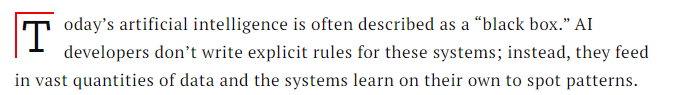 Today’s artificial intelligence is often described as a “black box.” AI
developers don’t write explicit rules for these systems; instead, they feed
in vast quantities of data and the systems learn on their own to spot patterns.